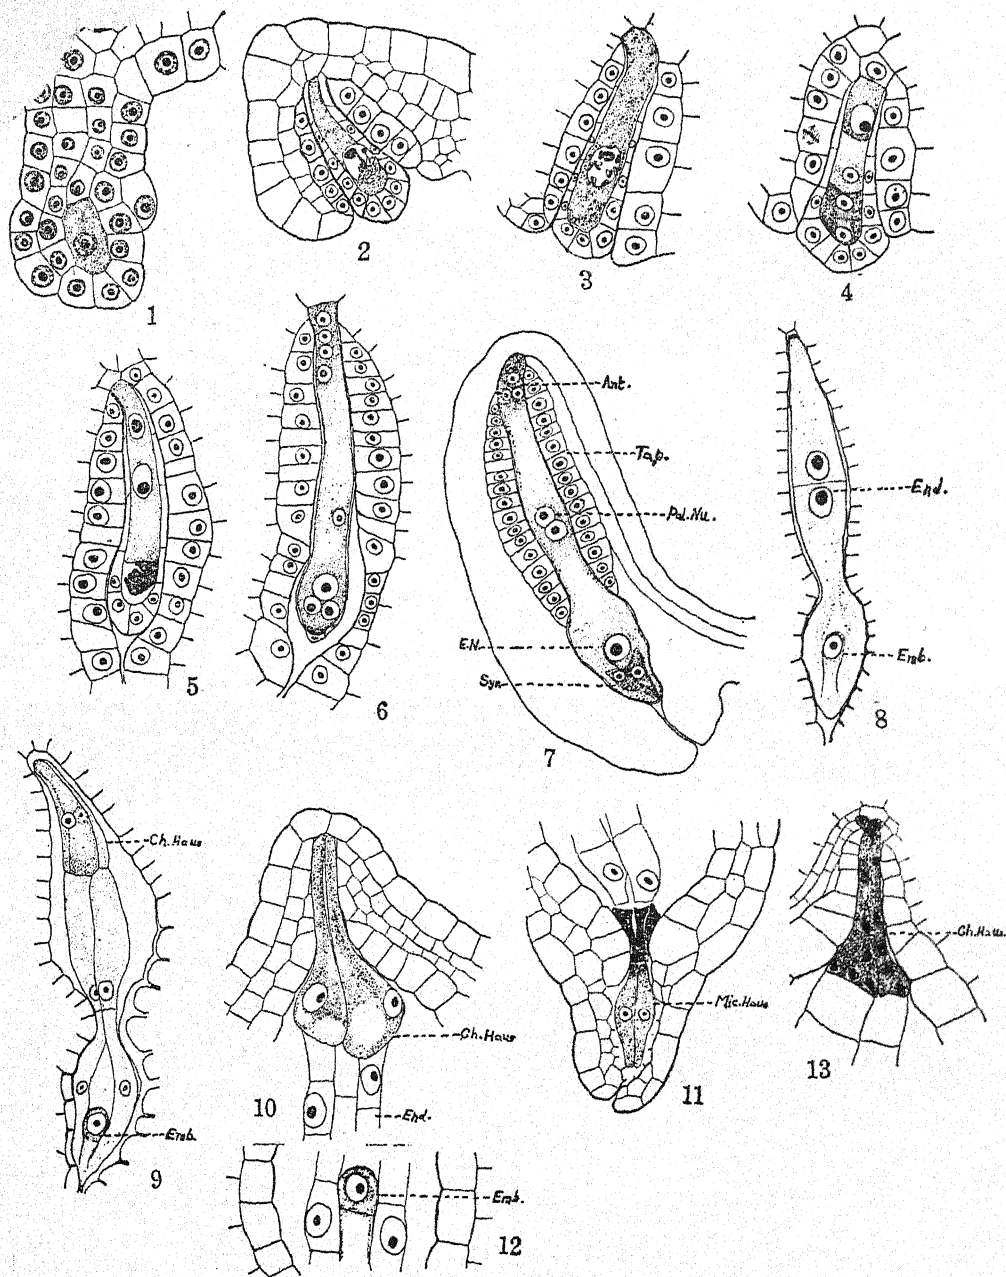 1
2
3
4
5
6
Ant.
Tap.
Pol.Nu.
E.N.
Syn.
7
End.
Emb.
8
Ch.Haus
Emb.
9
Ch.Haus
End.
10
Mic.Haus
11
Emb.
12
Ch.Haus.
13